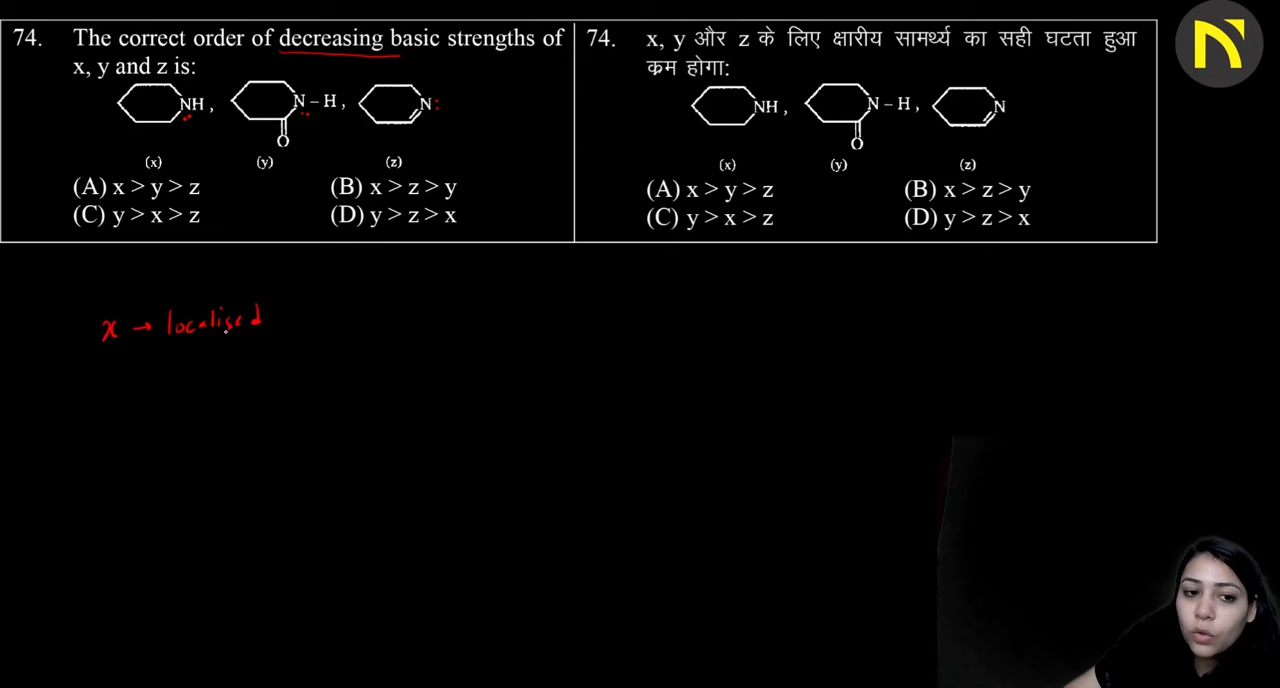 74. The correct order of decreasing basic strengths of
x, y and z is:
NH , N – H , N
O
(x) (y) (z)
(A) x > y > z (B) x > z > y
(C) y > x > z (D) y > z > x
74. x, y और z के लिए क्षारीय सामर्थ्य का सही घटता हुआ
क्रम होगा:
NH , N – H , N
O
(x) (y) (z)
(A) x > y > z (B) x > z > y
(C) y > x > z (D) y > z > x
x → localised